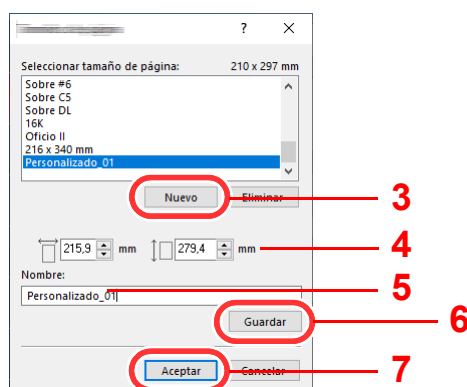 ? ×
Seleccionar tamaño de página: 210 x 297 mm
Sobre #6
Sobre C5
Sobre DL
16K
Oficio II
216 x 340 mm
Personalizado_01
Nuevo Eliminar 3
215,9 mm 279,4 mm 4
Nombre:
Personalizado_01 5
Guardar 6
Aceptar Cancelar 7